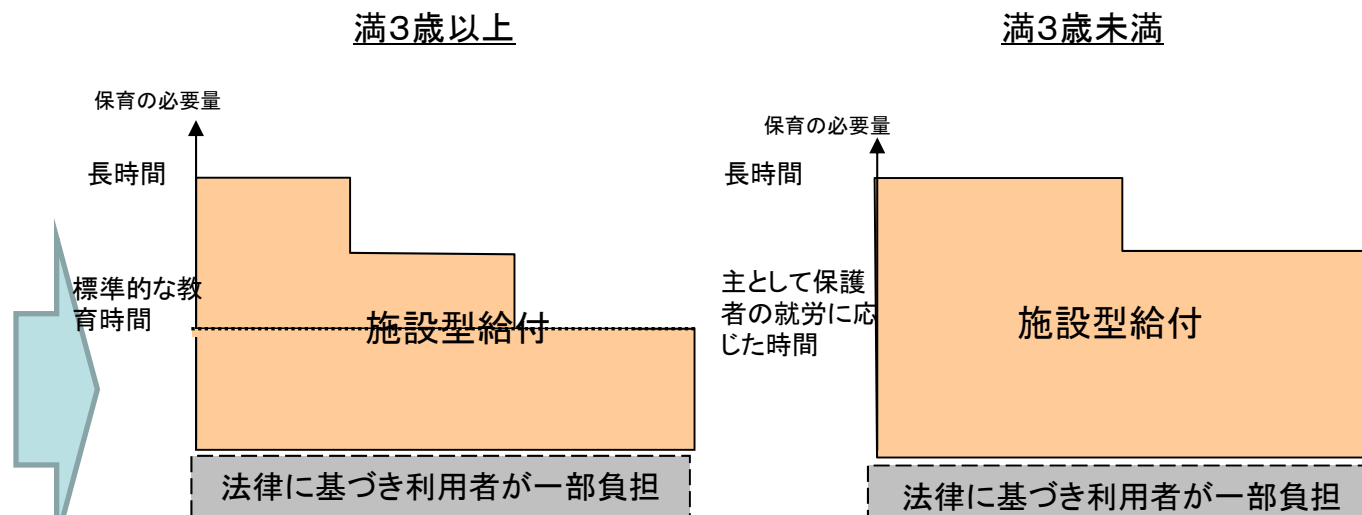 満3歳以上
保育の必要量
長時間
標準的な教
育時間
施設型給付
法律に基づき利用者が一部負担
満3歳未満
保育の必要量
長時間
主として保護
者の就労に応
じた時間
施設型給付
法律に基づき利用者が一部負担